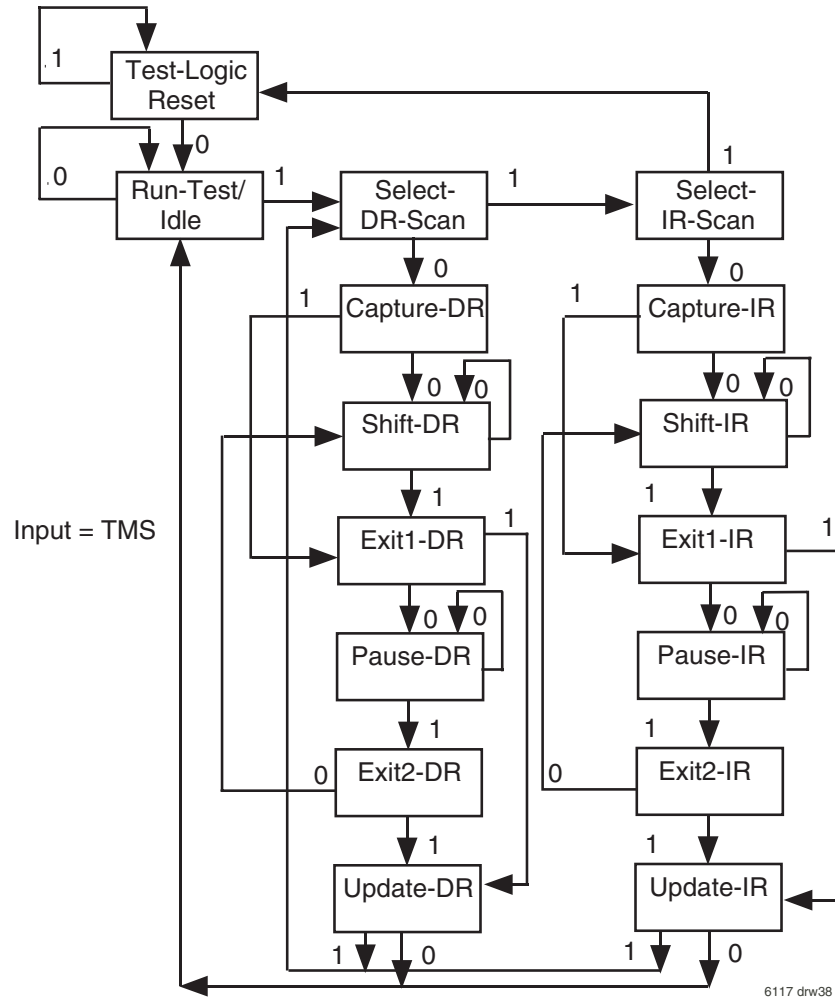 1
Test-Logic
Reset
0
1
0
Run-Test/
Idle
1
Select-
DR-Scan
1
Select-
IR-Scan
0
0
1
Capture-DR
1
Capture-IR
0
0
0
0
Shift-DR
Shift-IR
1
1
Input = TMS
Exit1-DR
1
Exit1-IR
1
0
0
0
0
Pause-DR
Pause-IR
1
1
0
Exit2-DR
0
Exit2-IR
1
1
Update-DR
Update-IR
1
0
1
0
6117 drw38